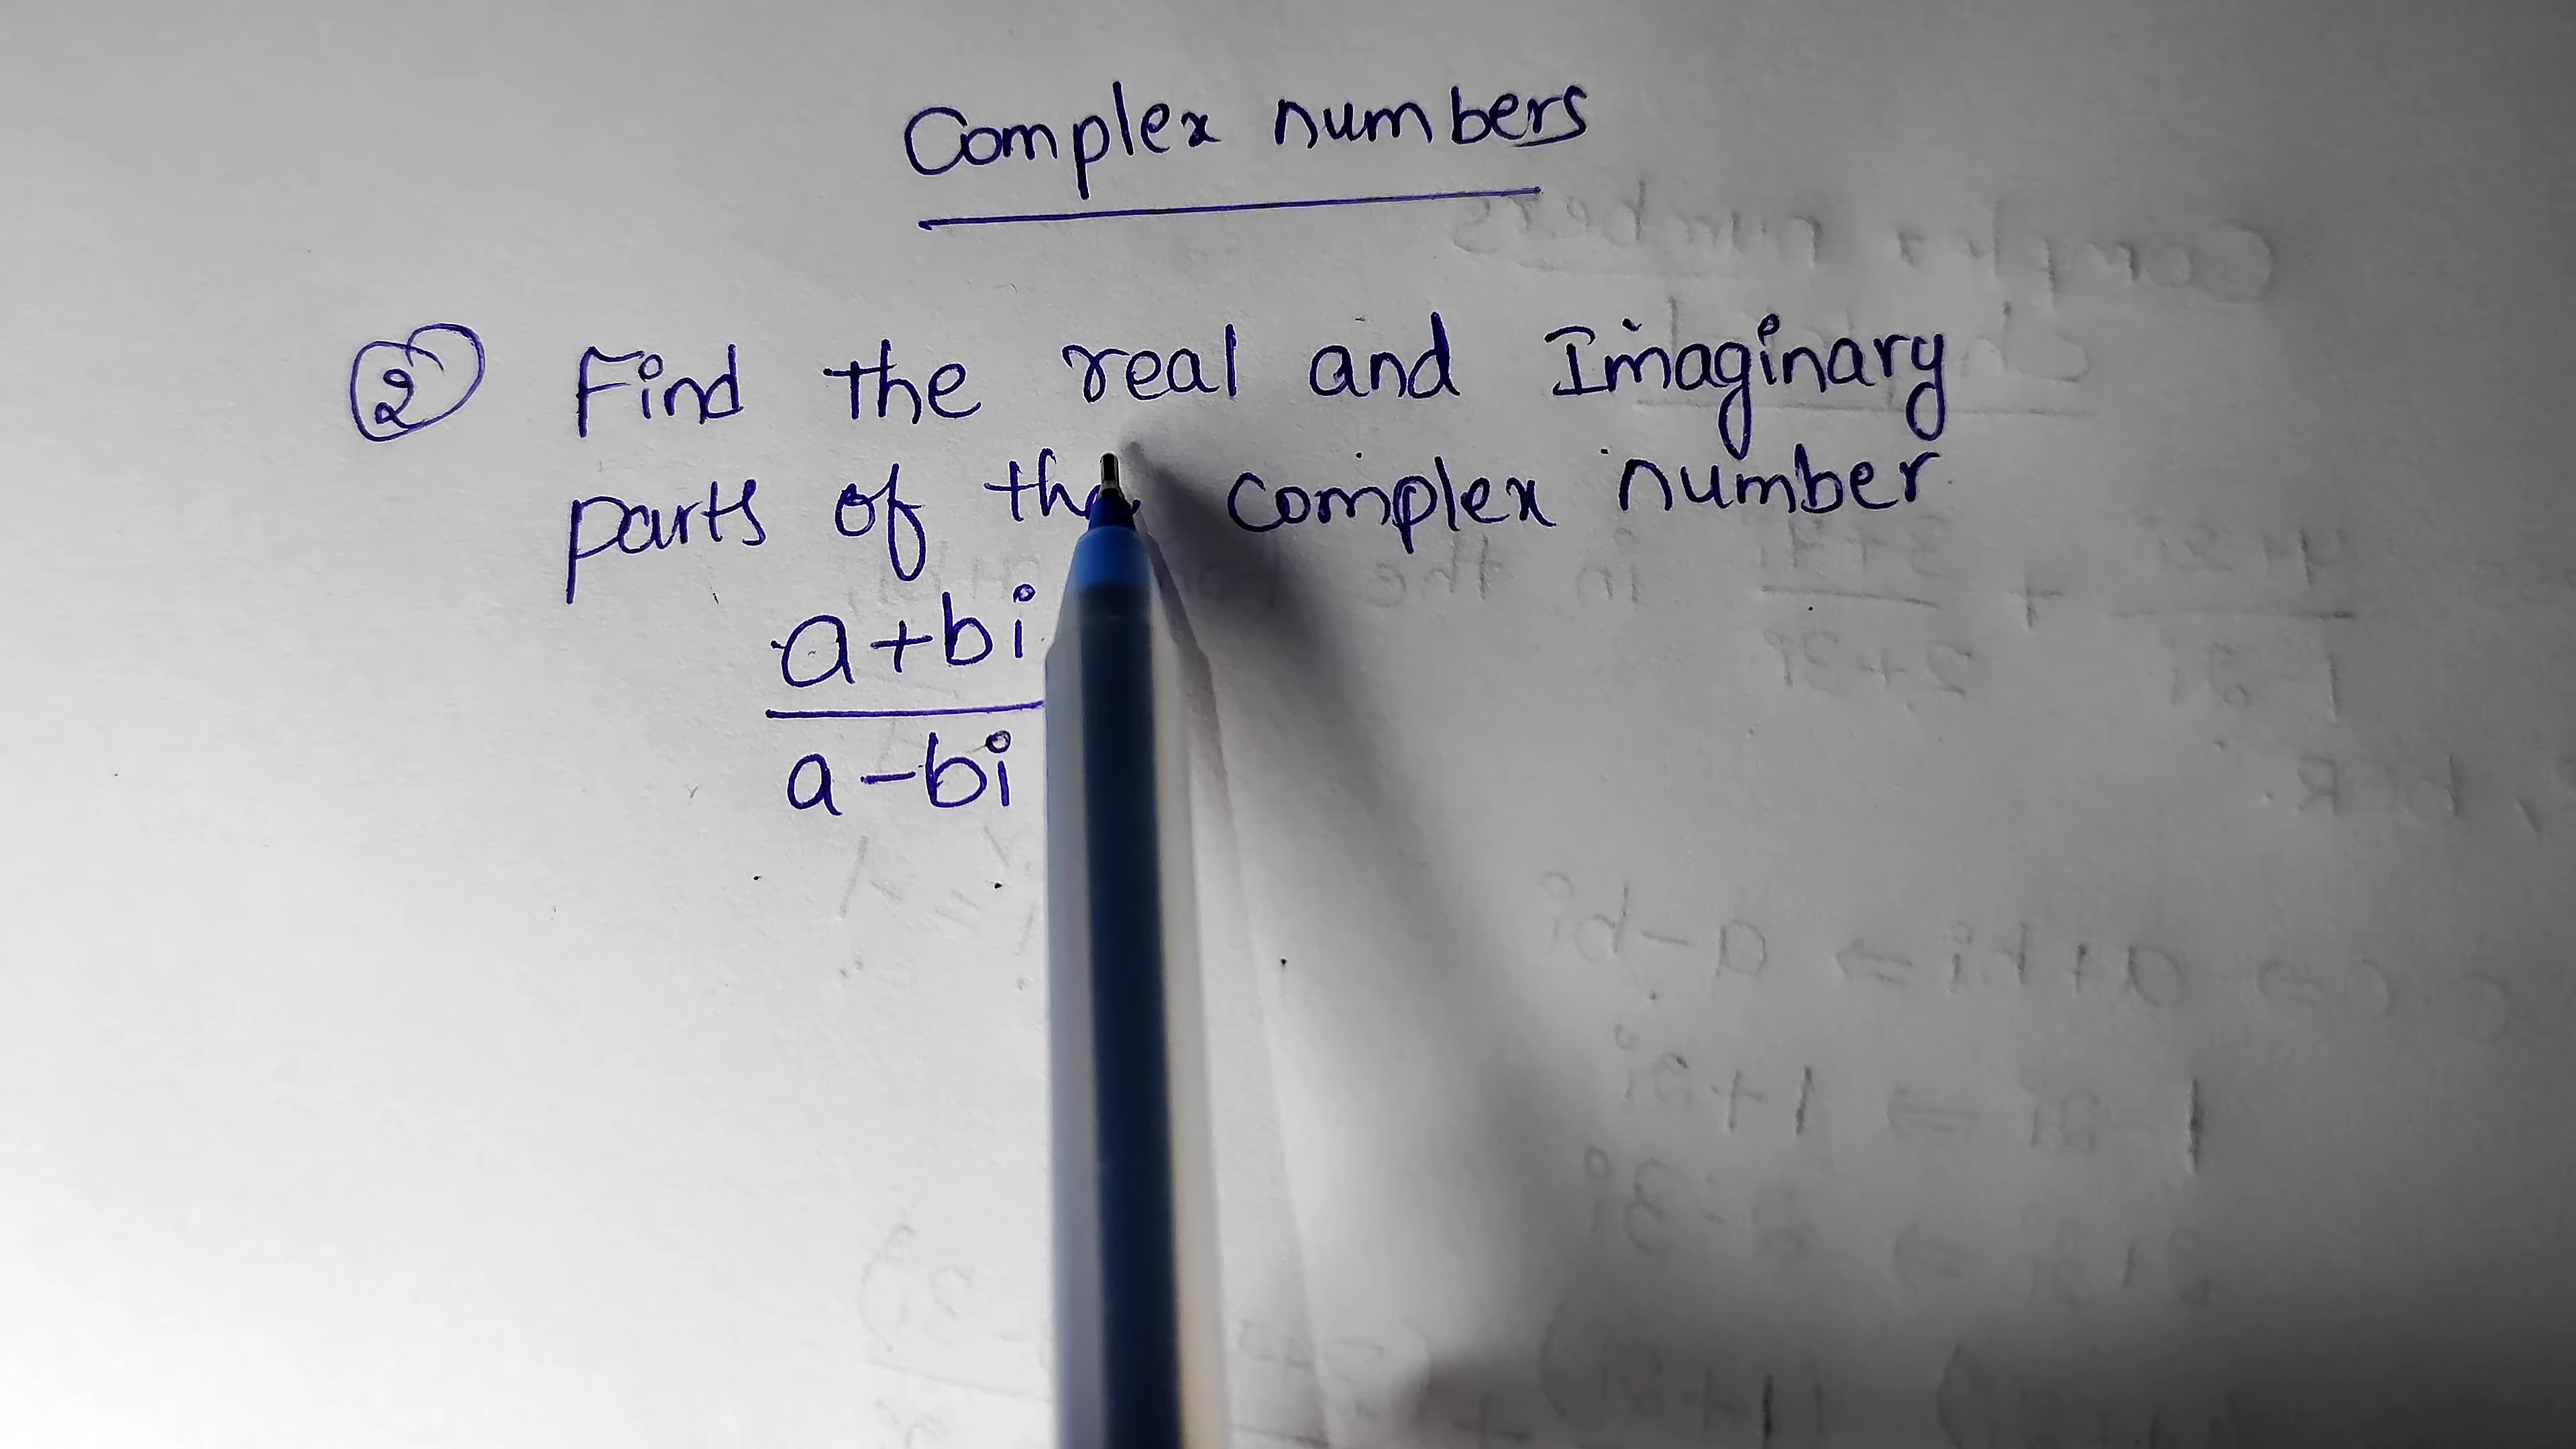 Complex numbers
2 Find the real and Imaginary
parts of the complex number
a+bi
a-bi